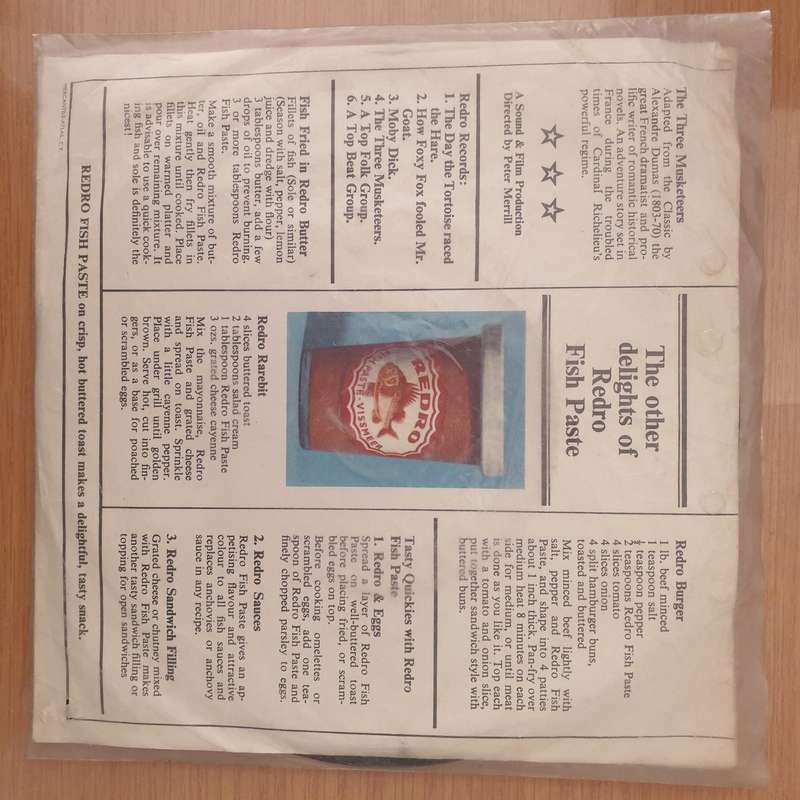 The Three Musketeers
Adapted from the Classic by
Alexandre Dumas (1803-70) the
great French dramatist and pro-
lific writer of romantic historical
novels. An adventure story set in
France during the troubled
times of Cardinal Richelieu's
powerful regime.
A Sound & Film Production
Directed by Peter Merrill
Redro Records:
1. The Day the Tortoise raced
the Hare.
2. How Foxy Fox fooled Mr.
Goat.
3. Moby Dick.
4. The Three Musketeers.
5. A Top Folk Group.
6. A Top Beat Group.
Fish Fried in Redro Butter
Fillets of fish (Sole or similar)
(Season with salt, pepper, lemon
juice and dredge with flour)
3 tablespoons butter, add a few
drops of oil to prevent burning.
3 or more tablespoons Redro
Fish Paste.
Make a smooth mixture of but-
ter, oil and Redro Fish Paste.
Heat gently then fry fillets in
this mixture until cooked. Place
fillets on warmed platter and
pour over remaining mixture. It
is advisable to use a quick cook-
ing fish and sole is definitely the
nicest!
The other
delights of
Redro
Fish Paste
REDRO
PASTE-VISSMEER
Redro Rarebit
4 slices buttered toast
2 tablespoons salad cream
1 tablespoon Redro Fish Paste
3 ozs. grated cheese cayenne
Mix the mayonnaise, Redro
Fish Paste and grated cheese
and spread on toast. Sprinkle
with a little cayenne pepper.
Place under grill until golden
brown. Serve hot, cut into fin-
gers, or as a base for poached
or scrambled eggs.
Redro Burger
1 lb. beef minced
1 teaspoon salt
teaspoon pepper
2 teaspoons Redro Fish Paste
4 slices tomato
4 slices onion
4 split hamburger buns,
toasted and buttered
Mix minced beef lightly with
salt, pepper and Redro Fish
Paste, and shape into 4 patties
about 1 inch thick. Pan-fry over
medium heat 4 minutes on each
side for medium, or until meat
is done as you like it. Top each
with a tomato and onion slice,
put together sandwich style with
buttered buns.
Tasty Quickies with Redro
Fish Paste
1. Redro & Eggs
Spread a layer of Redro Fish
Paste on well-buttered toast
before placing fried, or scram-
bled eggs on top.
Before cooking omelettes or
scrambled eggs, add one tea-
spoon of Redro Fish Paste and
finely chopped parsley to eggs.
2. Redro Sauces
Redro Fish Paste gives an ap-
petising flavour and attractive
colour to all fish sauces and
replaces anchovies or anchovy
sauce in any recipe.
3. Redro Sandwich Filling
Grated cheese or chutney mixed
with Redro Fish Paste makes
another tasty sandwich filling or
topping for open sandwiches
REDRO FISH PASTE on crisp, hot buttered toast makes a delightful, tasty snack.